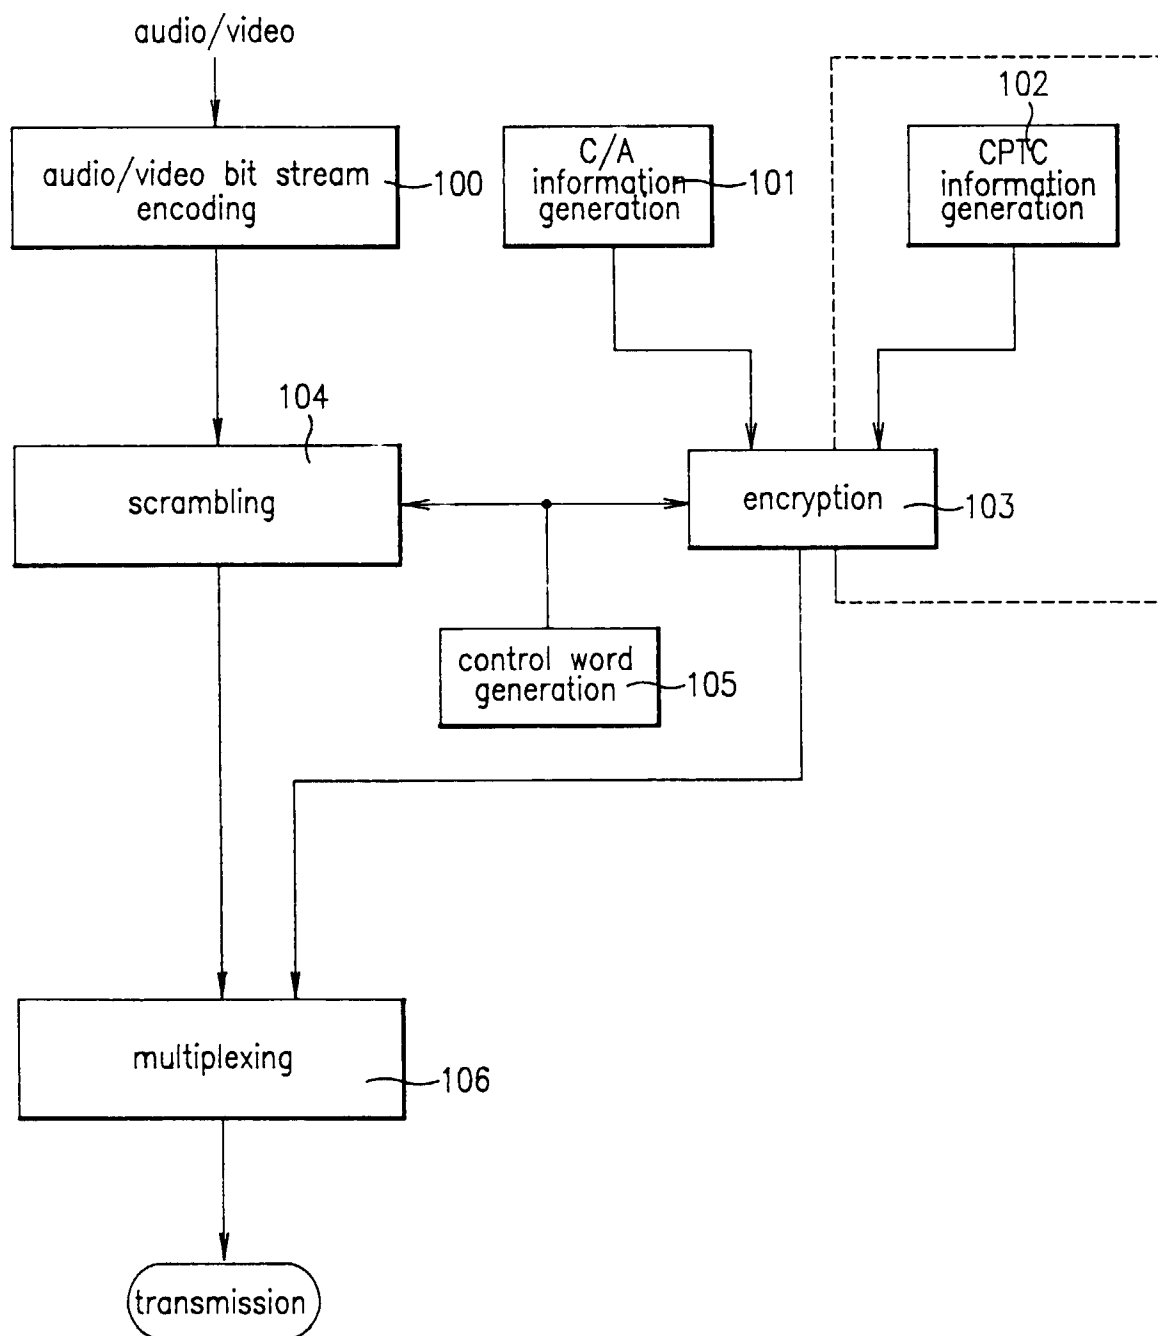 audio/video
audio/video bit stream
encoding
100
C/A
information
generation
101
102
CPTC
information
generation
104
scrambling
encryption
103
control word
generation
105
multiplexing
106
transmission